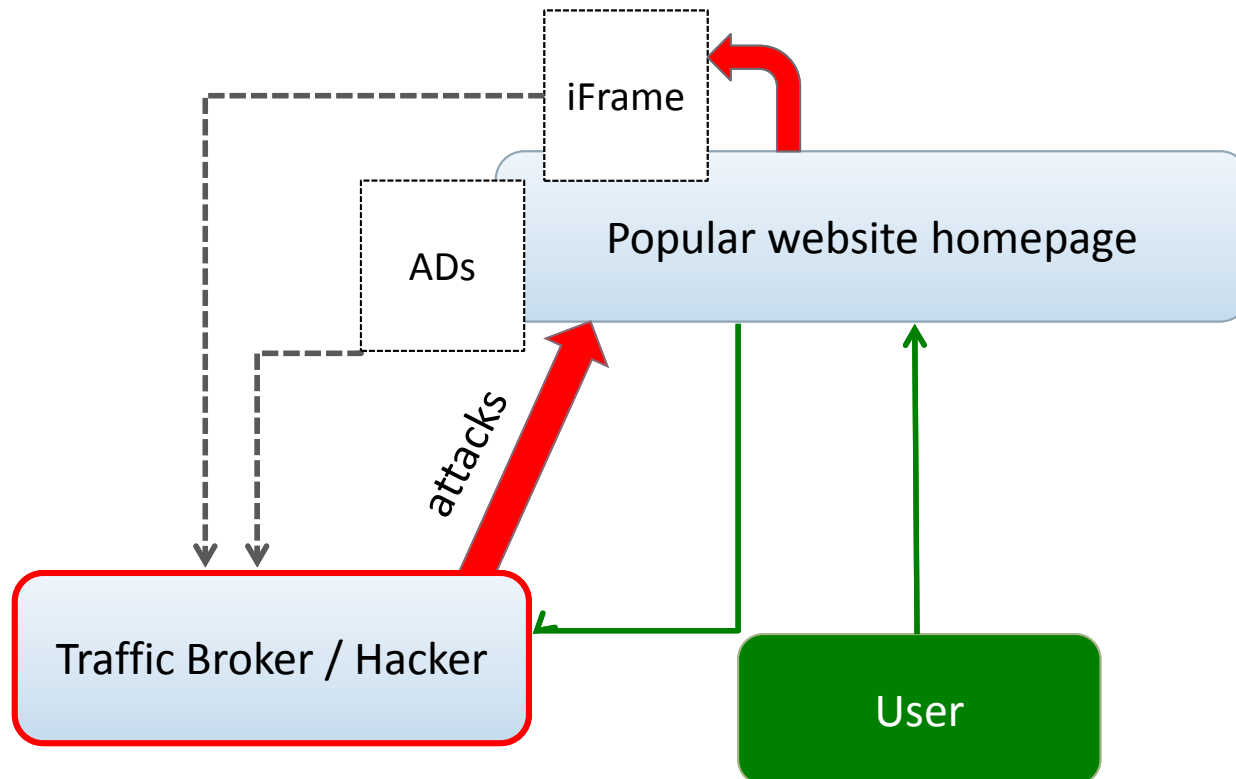 iFrame
Popular website homepage
ADs
attacks
Traffic Broker / Hacker
User